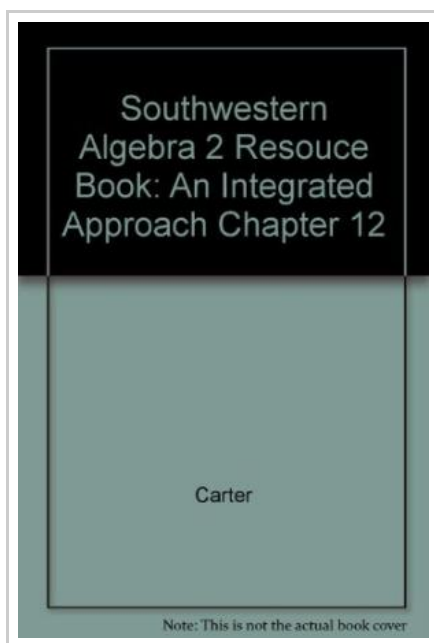 Southwestern
Algebra 2 Resouce
Book: An Integrated
Approach Chapter 12
Carter
Note: This is not the actual book cover